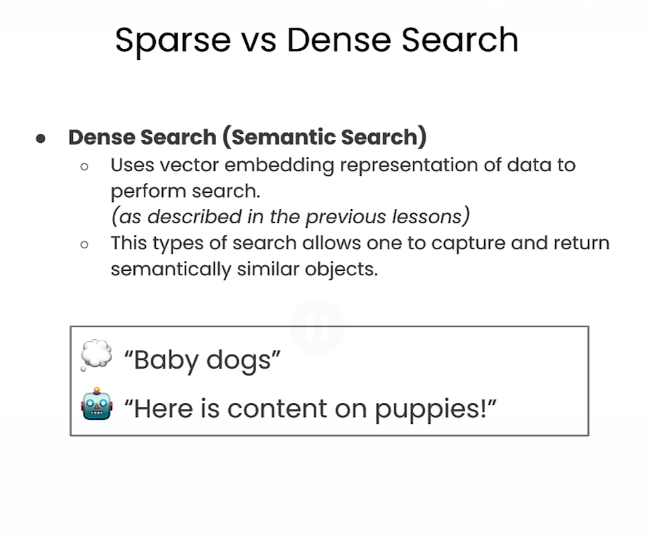 Sparse vs Dense Search
● Dense Search (Semantic Search)
○ Uses vector embedding representation of data to
perform search.
(as described in the previous lessons)
○ This types of search allows one to capture and return
semantically similar objects.
“Baby dogs”
“Here is content on puppies!”